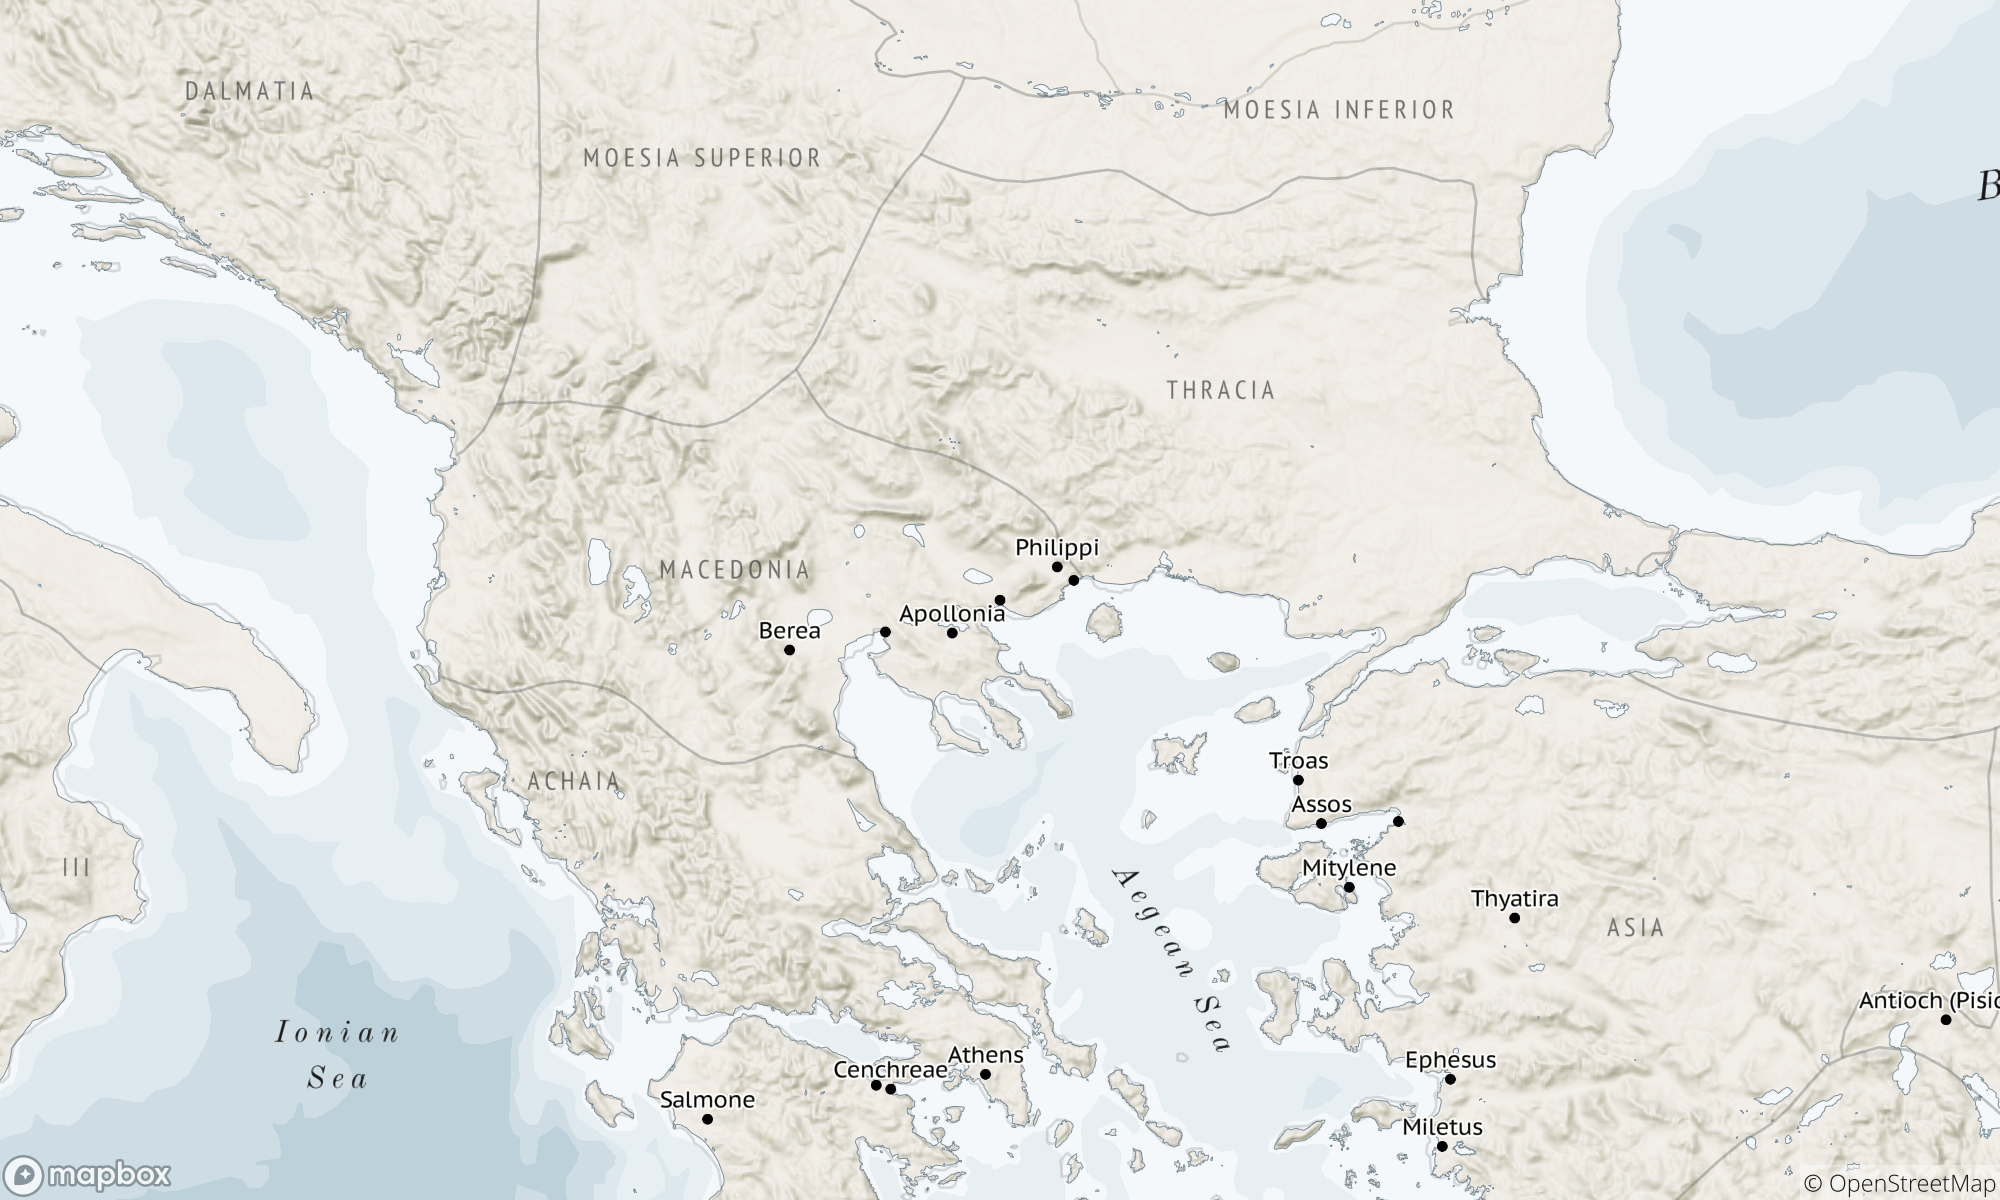 DALMATIA
MOESIA INFERIOR
MOESIA SUPERIOR
B
THRACIA
Philippi
MACEDONIA
Apollonia
Berea
Troas
ACHAIA
Assos
III
Mitylene
Thyatira
ASIA
Aegean Sea
Antioch (Pisid
Ionian
Sea
Athens
Ephesus
Cenchreae
Salmone
Miletus
mapbox
© OpenStreetMap